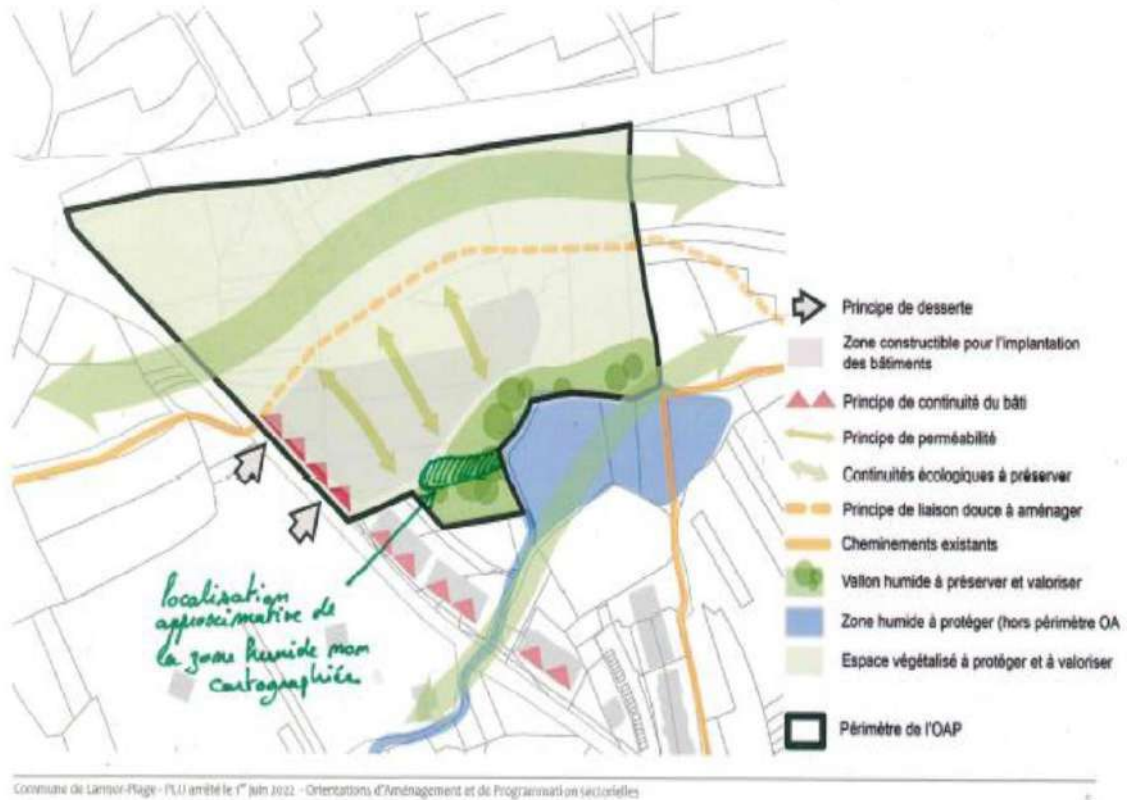 Principe de desserte
Zone constructible pour l'implantation
des bâtiments
Principe de continuité du bâti
Principe de perméabilité
Continuités écologiques à préserver
Principe de liaison douce à aménager
Cheminements existants
Vallon humide à préserver et valoriser
Zone humide à protéger (hors périmètre OA
Espace végétalisé à protéger et à valoriser
Périmètre de l'OAP
localisation
approximative de
la zone humide non
cartographiée
Commune de Larmor-Plage - PLU arrêté le 1er juin 2022 - Orientations d'Aménagement et de Programmation sectorielles